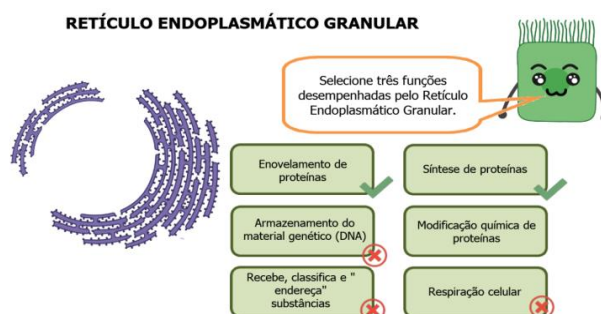 RETÍCULO ENDOPLASMÁTICO GRANULAR
Selecione três funções
desempenhadas pelo Retículo
Endoplasmático Granular.
Enovelamento de
proteínas
Síntese de proteínas
Armazenamento do
material genético (DNA)
Modificação química de
proteínas
Recebe, classifica e "
endereça"
substâncias
Respiração celular